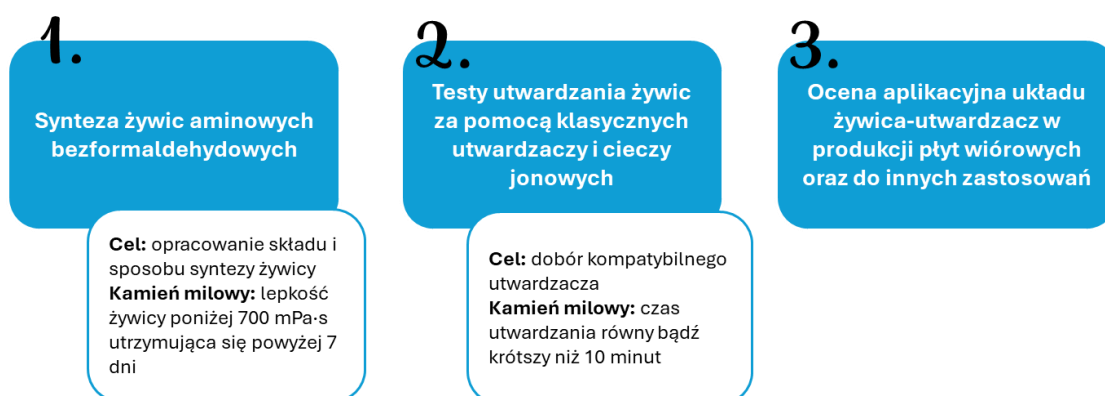 1.
Synteza żywic aminowych
bezformaldehydowych
Cel: opracowanie składu i
sposobu syntezy żywicy
Kamień milowy: lepkość
żywicy poniżej 700 mPa·s
utrzymująca się powyżej 7
dni
2.
Testy utwardzania żywic
za pomocą klasycznych
utwardzaczy i cieczy
jonowych
Cel: dobór kompatybilnego
utwardzacza
Kamień milowy: czas
utwardzania równy bądź
krótszy niż 10 minut
3.
Ocena aplikacyjna układu
żywica-utwardzacz w
produkcji płyt wiórowych
oraz do innych zastosowań